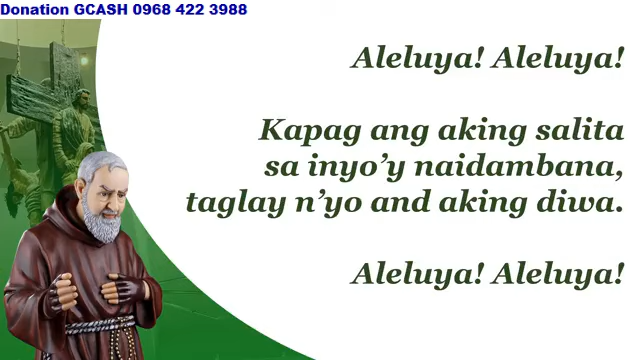 Donation GCASH 0968 422 3988
Aleluya! Aleluya!
Kapag ang aking salita
sa inyo’y naidambana,
taglay n’yo and aking diwa.
Aleluya! Aleluya!